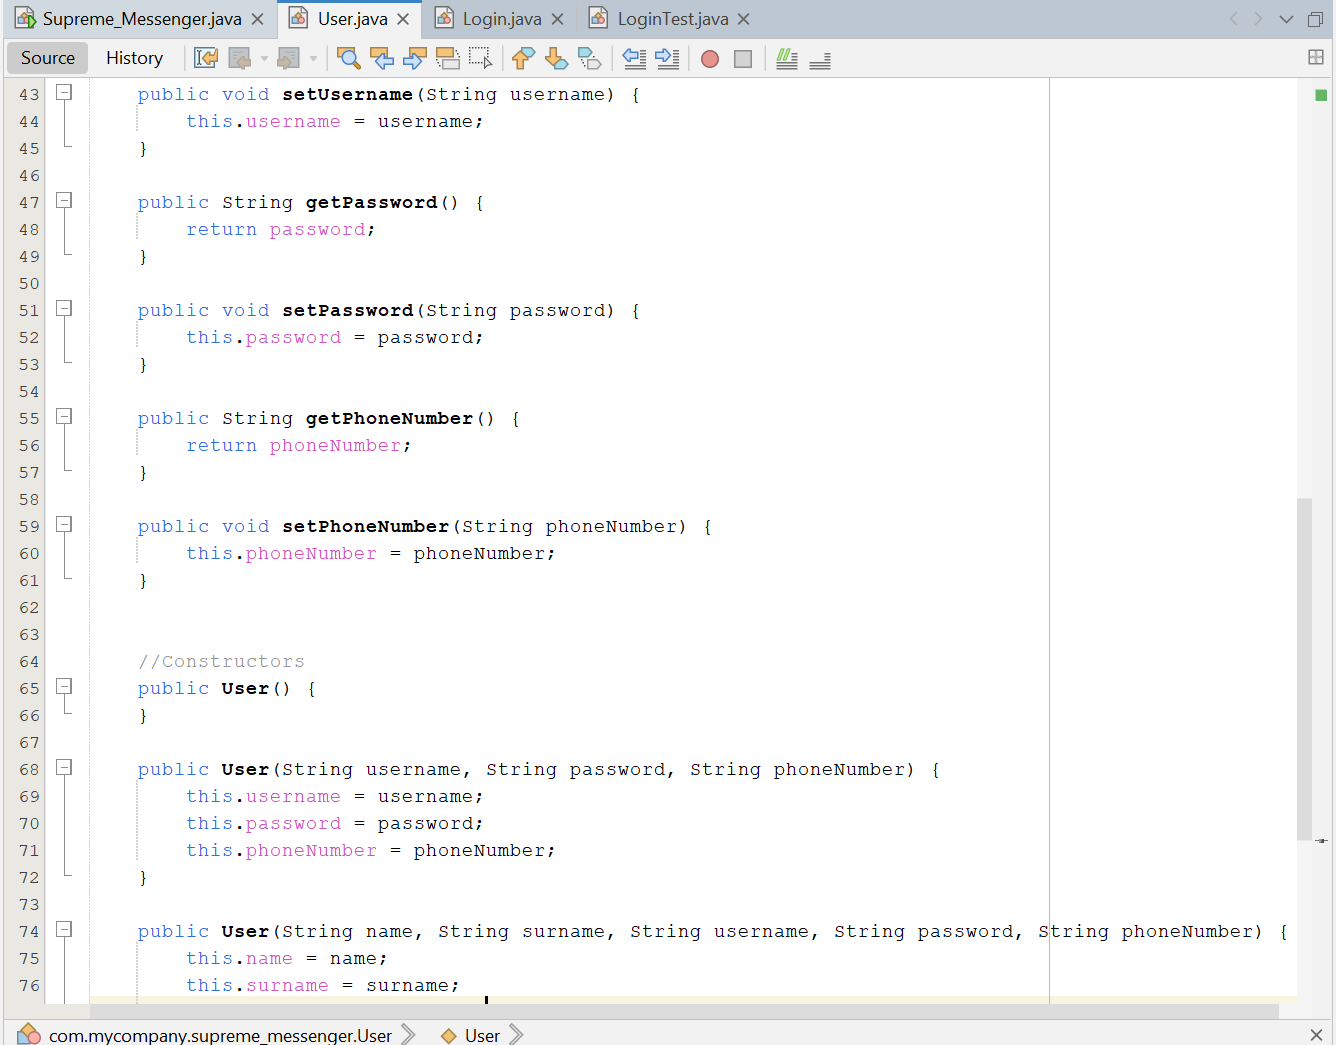 Supreme_Messenger.java User.java Login.java LoginTest.java
Source History
43 public void setUsername(String username) {
44 this.username = username;
45 }
46
47 public String getPassword() {
48 return password;
49 }
50
51 public void setPassword(String password) {
52 this.password = password;
53 }
54
55 public String getPhoneNumber() {
56 return phoneNumber;
57 }
58
59 public void setPhoneNumber(String phoneNumber) {
60 this.phoneNumber = phoneNumber;
61 }
62
63
64 //Constructors
65 public User() {
66 }
67
68 public User(String username, String password, String phoneNumber) {
69 this.username = username;
70 this.password = password;
71 this.phoneNumber = phoneNumber;
72 }
73
74 public User(String name, String surname, String username, String password, String phoneNumber) {
75 this.name = name;
76 this.surname = surname;
com.mycompany.supreme_messenger.User User